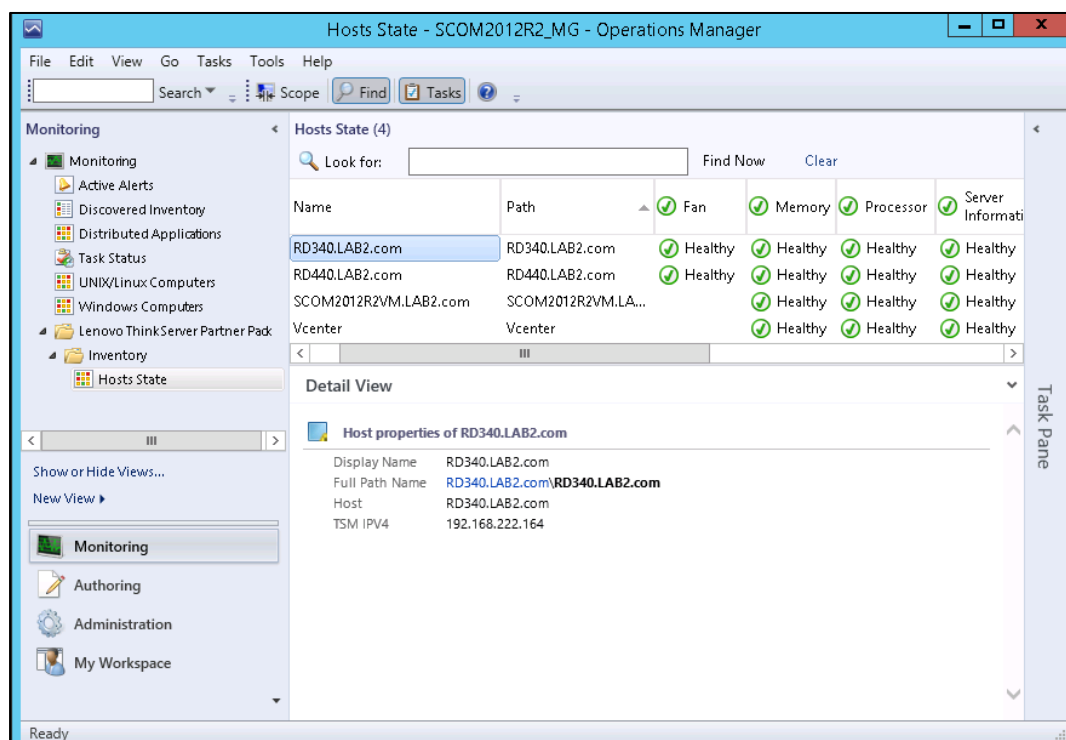 Hosts State - SCOM2012R2_MG - Operations Manager
File Edit View Go Tasks Tools Help
Search Scope Find Tasks
Monitoring
Monitoring
Active Alerts
Discovered Inventory
Distributed Applications
Task Status
UNIX/Linux Computers
Windows Computers
Lenovo ThinkServer Partner Pack
Inventory
Hosts State
Show or Hide Views...
New View
Monitoring
Authoring
Administration
My Workspace
Hosts State (4)
Look for: Find Now Clear
Name Path Fan Memory Processor Server
Informati
RD340.LAB2.com RD340.LAB2.com Healthy Healthy Healthy Healthy
RD440.LAB2.com RD440.LAB2.com Healthy Healthy Healthy Healthy
SCOM2012R2VM.LAB2.com SCOM2012R2VM.LA... Healthy Healthy Healthy
Vcenter Vcenter Healthy Healthy Healthy
Detail View
Host properties of RD340.LAB2.com
Display Name RD340.LAB2.com
Full Path Name RD340.LAB2.com\RD340.LAB2.com
Host RD340.LAB2.com
TSM IPV4 192.168.222.164
Task Pane
Ready